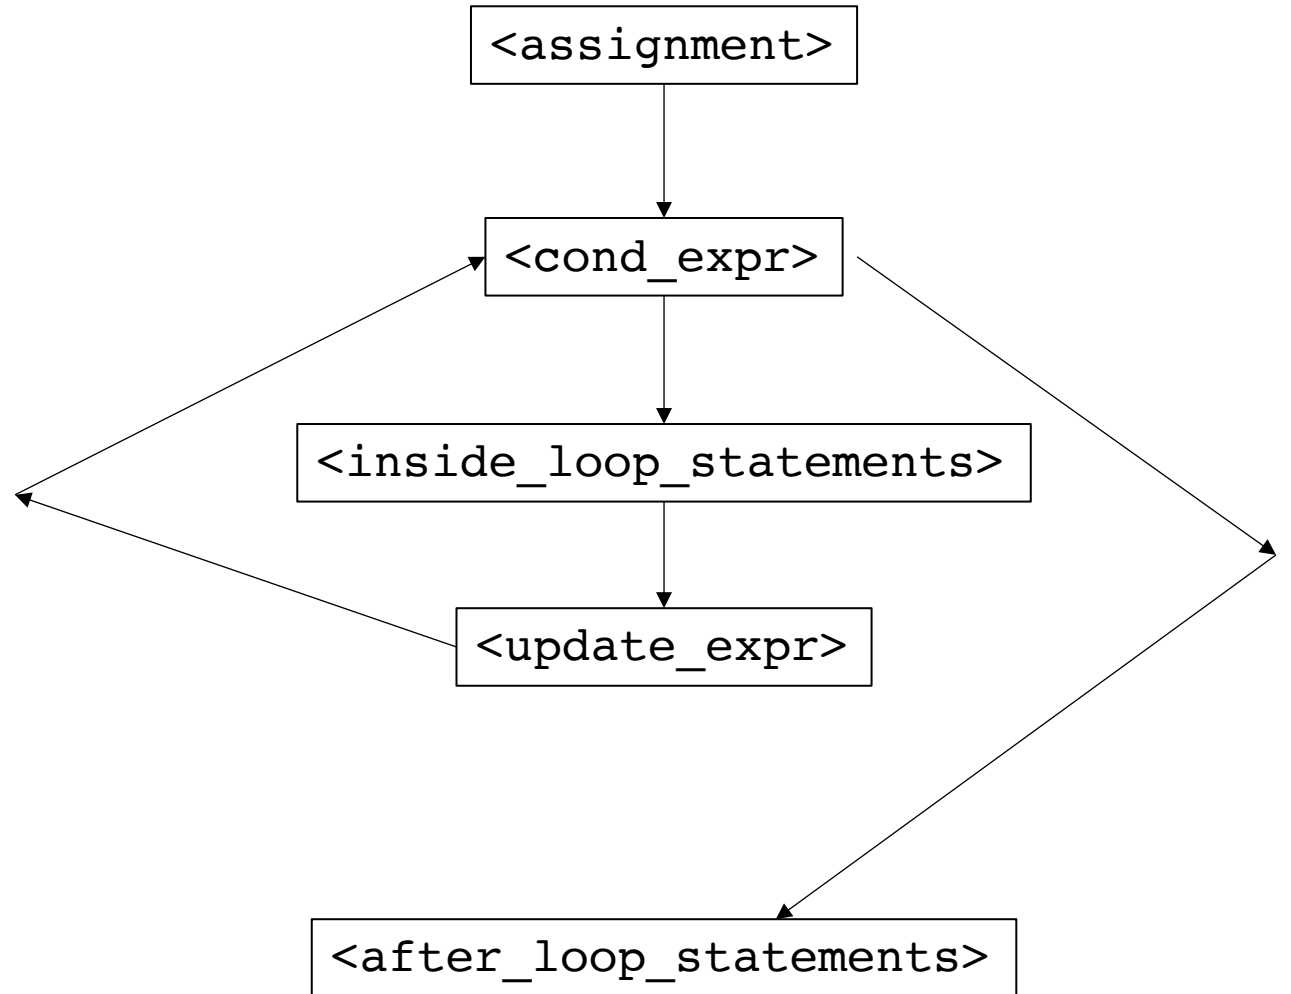 <assignment>
<cond_expr>
<inside_loop_statements>
<update_expr>
<after_loop_statements>